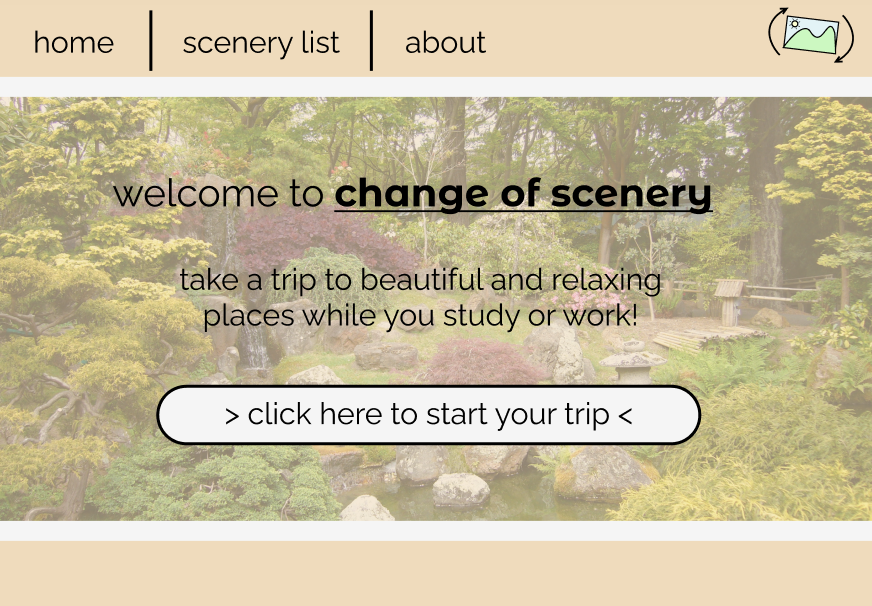 home
scenery list
about
welcome to change of scenery
take a trip to beautiful and relaxing
places while you study or work!
> click here to start your trip <